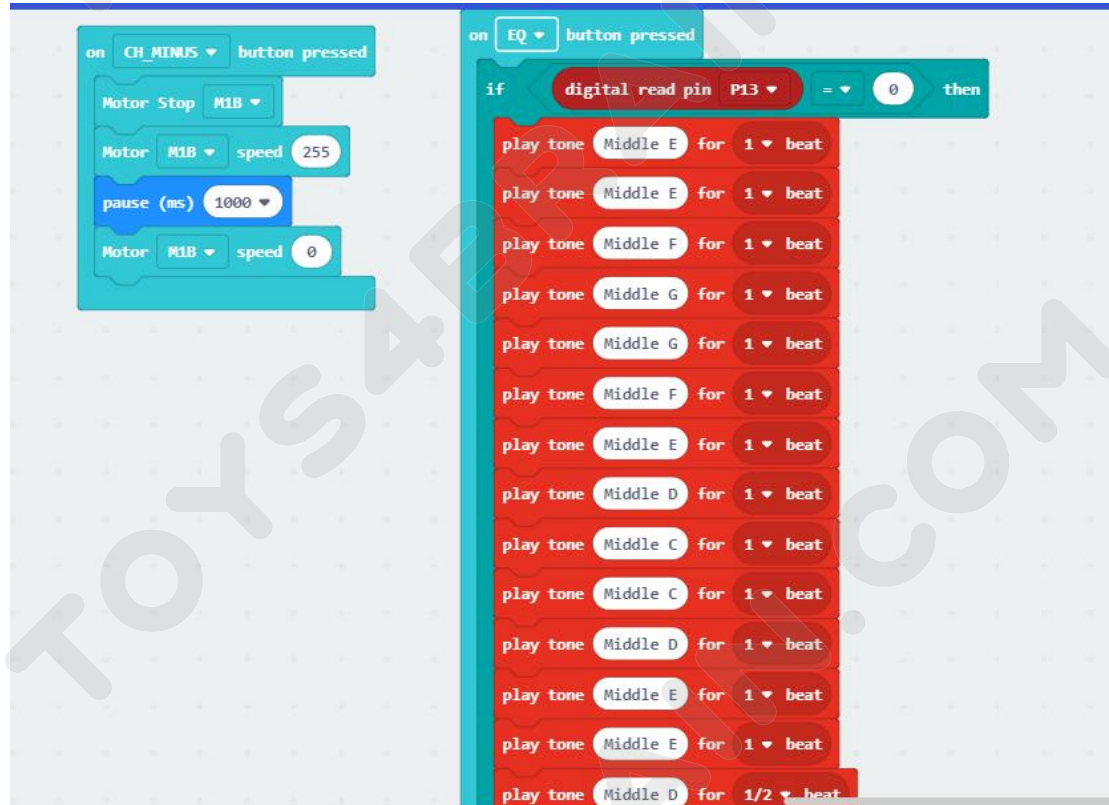 on CH_MINUS button pressed
Motor Stop M1B
Motor M1B speed 255
pause (ms) 1000
Motor M1B speed 0
on EQ button pressed
if digital read pin P13 = 0 then
play tone Middle E for 1 beat
play tone Middle E for 1 beat
play tone Middle F for 1 beat
play tone Middle G for 1 beat
play tone Middle G for 1 beat
play tone Middle F for 1 beat
play tone Middle E for 1 beat
play tone Middle D for 1 beat
play tone Middle C for 1 beat
play tone Middle C for 1 beat
play tone Middle D for 1 beat
play tone Middle E for 1 beat
play tone Middle E for 1 beat
play tone Middle D for 1/2 beat
TOYS4BRAIN.COM